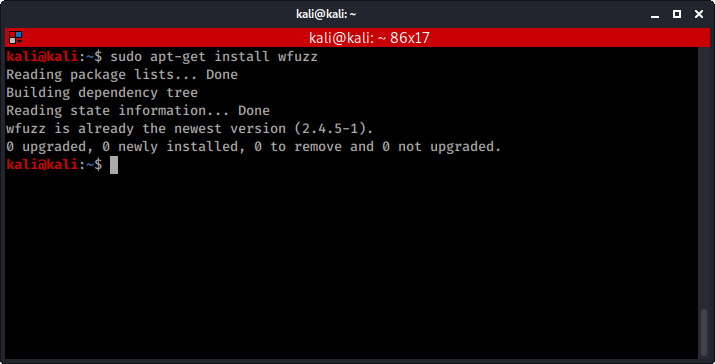 kali@kali: ~
kali@kali: ~ 86x17
kali@kali:~$ sudo apt-get install wfuzz
Reading package lists... Done
Building dependency tree
Reading state information... Done
wfuzz is already the newest version (2.4.5-1).
0 upgraded, 0 newly installed, 0 to remove and 0 not upgraded.
kali@kali:~$